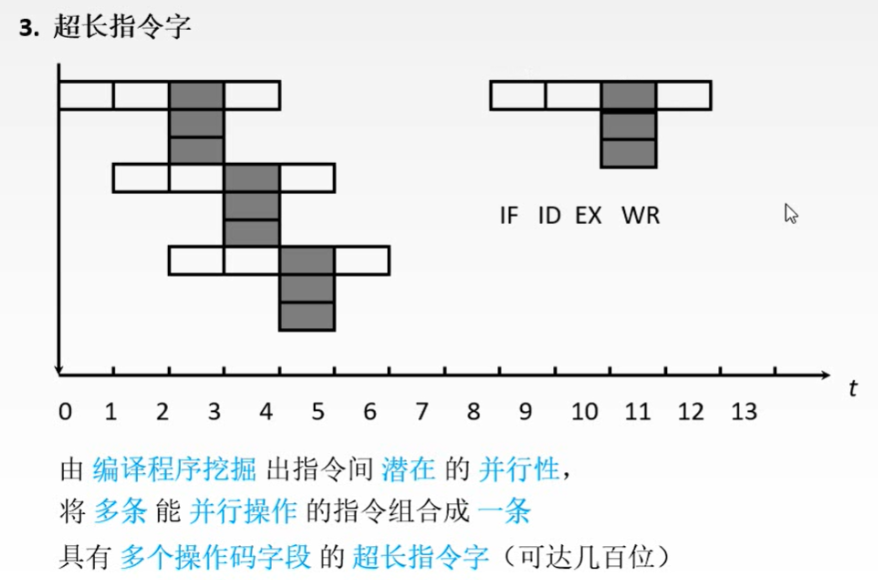 3. 超长指令字
IF ID EX WR
t
0 1 2 3 4 5 6 7 8 9 10 11 12 13
由 编译程序挖掘 出指令间 潜在 的 并行性，
将 多条 能 并行操作 的指令组合成 一条
具有 多个操作码字段 的 超长指令字（可达几百位）